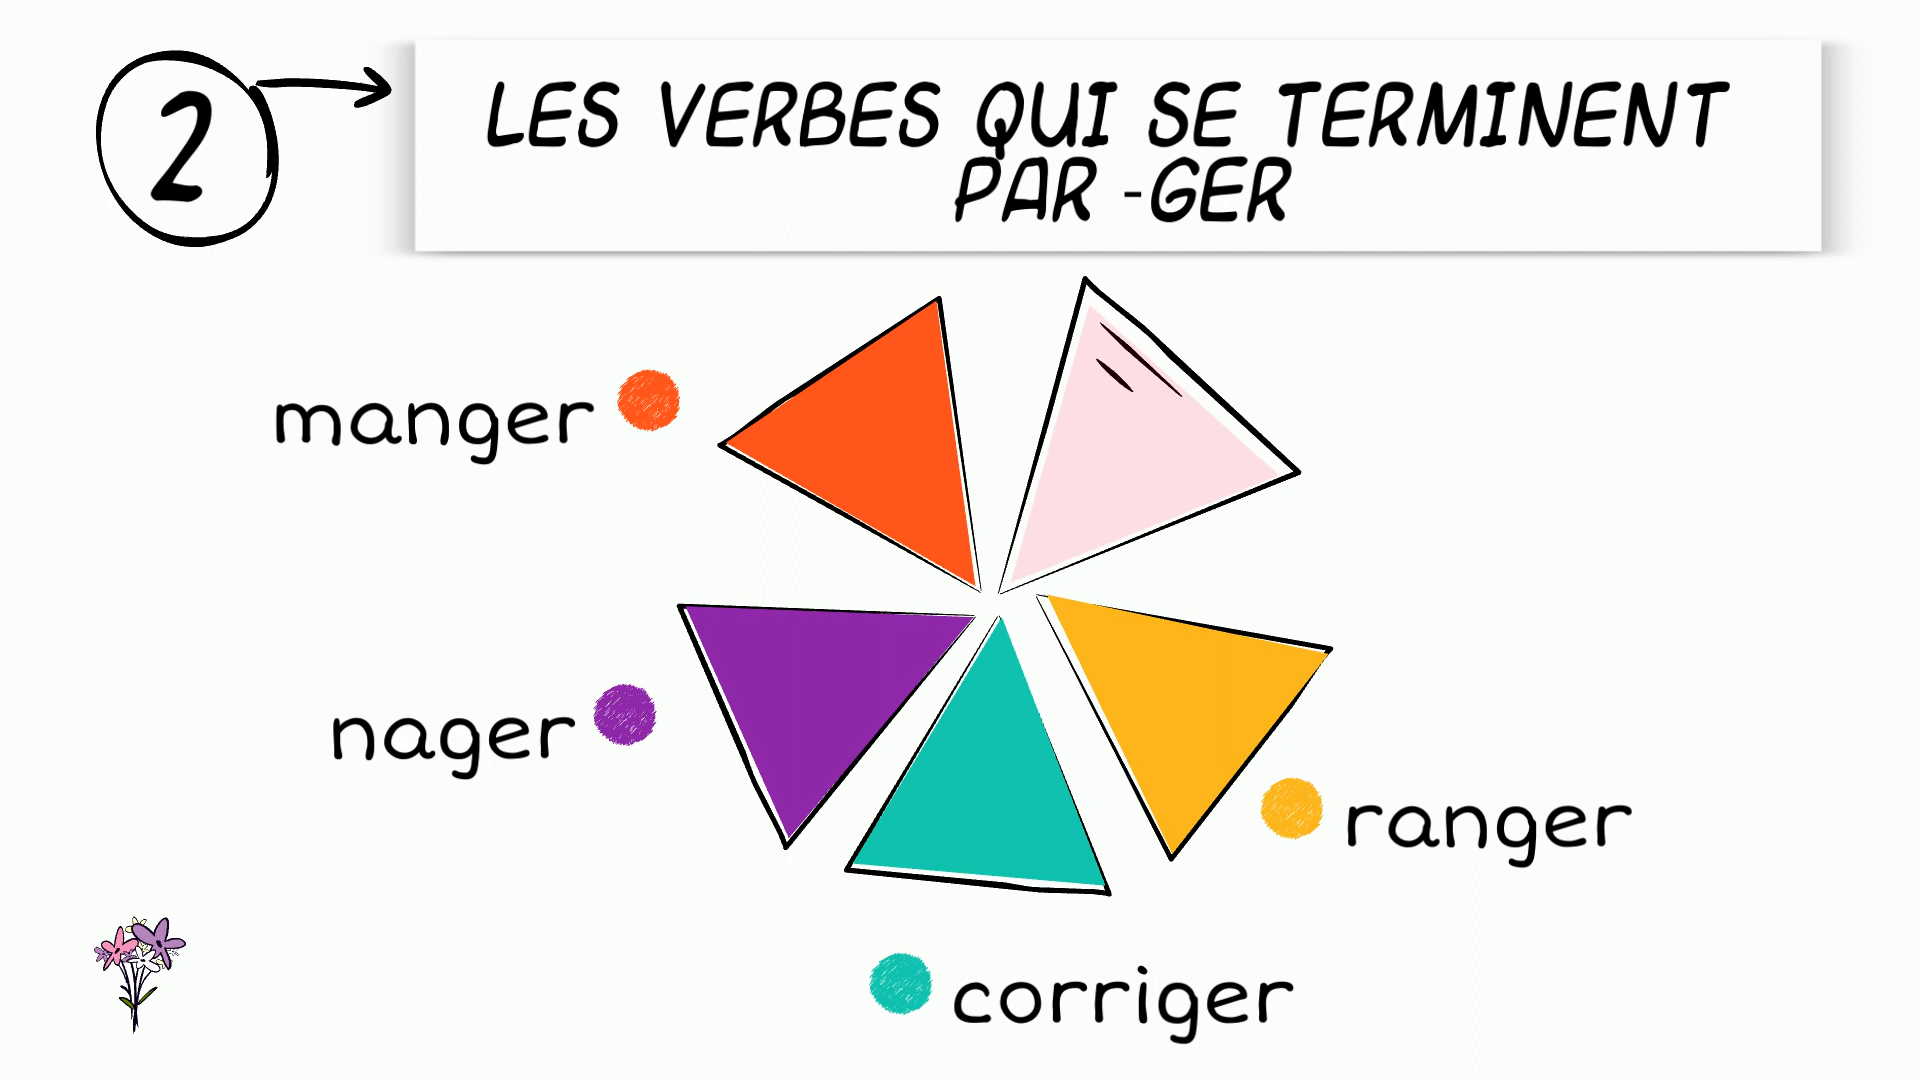 2
LES VERBES QUI SE TERMINENT
PAR -GER
manger
nager
ranger
corriger